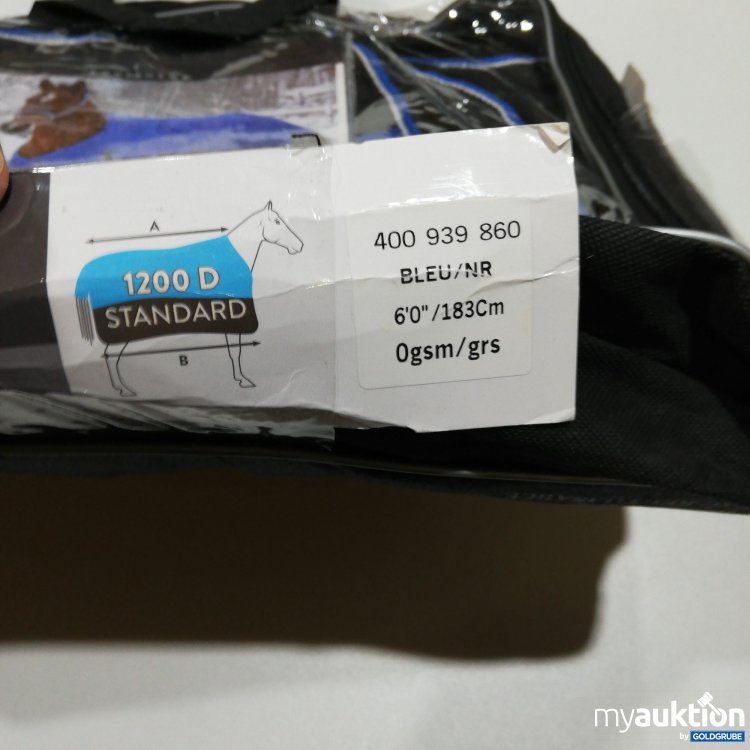 A
1200 D
STANDARD
B
400 939 860
BLEU/NR
6'0"/183Cm
0gsm/grs
myauktion
by GOLDGRUBE